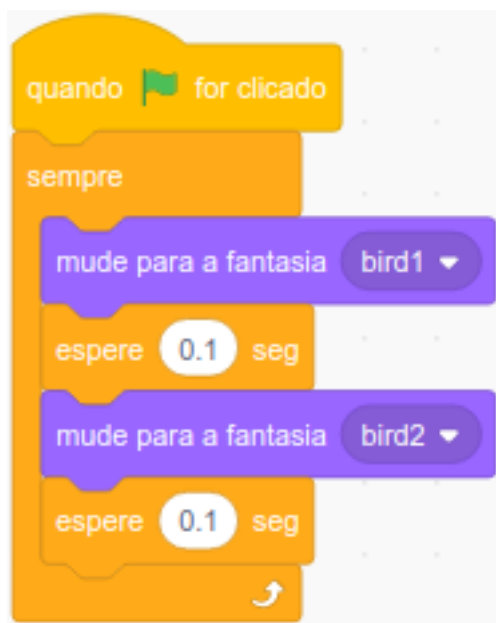 quando for clicado
sempre
mude para a fantasia bird1
espere 0.1 seg
mude para a fantasia bird2
espere 0.1 seg